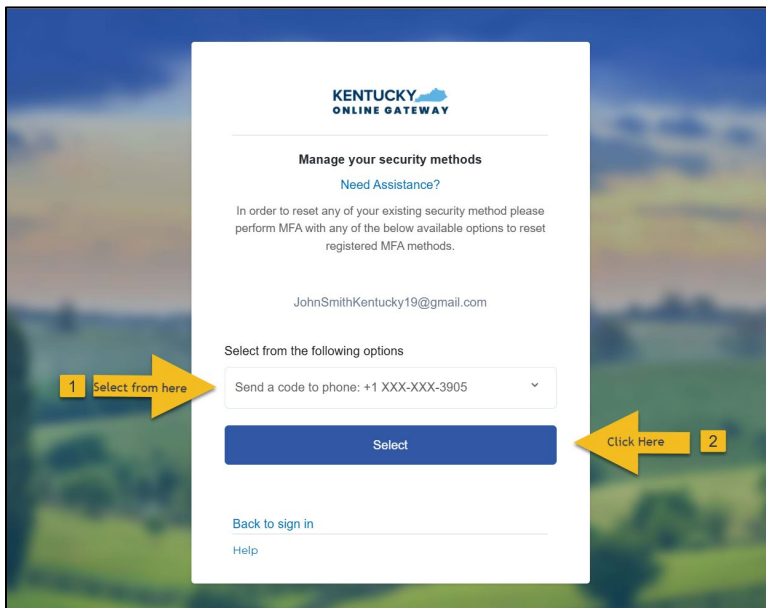 KENTUCKY
ONLINE GATEWAY
Manage your security methods
Need Assistance?
In order to reset any of your existing security method please
perform MFA with any of the below available options to reset
registered MFA methods.
JohnSmithKentucky19@gmail.com
Select from the following options
1 Select from here
Send a code to phone: +1 XXX-XXX-3905
Select
Click Here 2
Back to sign in
Help